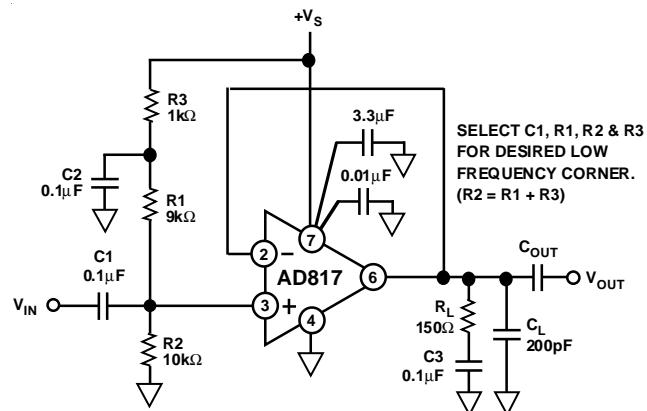 +VS
R3
1kΩ
3.3μF
SELECT C1, R1, R2 & R3
FOR DESIRED LOW
FREQUENCY CORNER.
(R2 = R1 + R3)
C2
0.1μF
R1
9kΩ
0.01μF
7
2
−
AD817
6
COUT
VOUT
C1
0.1μF
VIN
3
+
4
R2
10kΩ
RL
150Ω
CL
200pF
C3
0.1μF